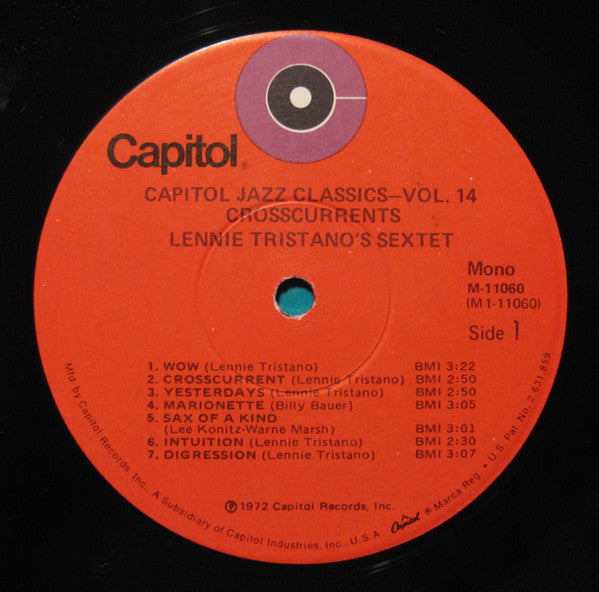 Capitol®
CAPITOL JAZZ CLASSICS—VOL. 14
CROSSCURRENTS
LENNIE TRISTANO'S SEXTET
Mono
M-11060
(M1-11060)
Side 1
1. WOW (Lennie Tristano) BMI 3:22
2. CROSSCURRENT (Lennie Tristano) BMI 2:50
3. YESTERDAYS (Lennie Tristano) BMI 2:50
4. MARIONETTE (Billy Bauer) BMI 3:05
5. SAX OF A KIND
(Lee Konitz-Warne Marsh) BMI 3:01
6. INTUITION (Lennie Tristano) BMI 2:30
7. DIGRESSION (Lennie Tristano) BMI 3:07
℗1972 Capitol Records, Inc.
Mfd. by Capitol Records, Inc., A Subsidiary of Capitol Industries, Inc., U.S.A. Capitol ® Marca Reg. • U.S. Pat. No. 2,631,859